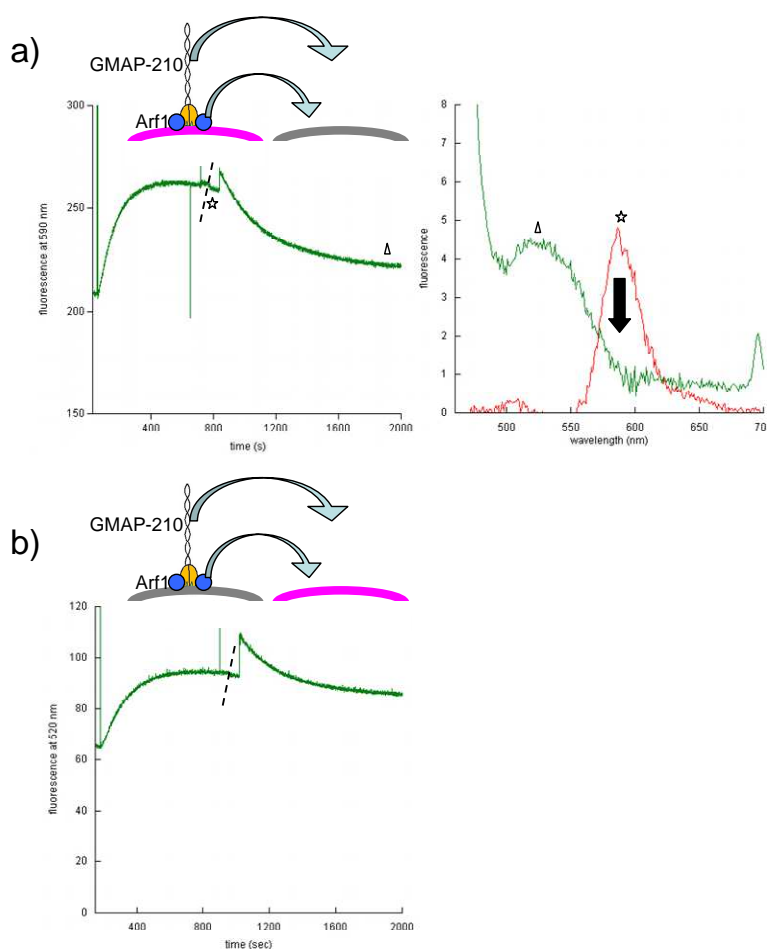 a)
GMAP-210
Arf1
300
250
200
150
fluorescence at 590 nm
400 800 1200 1600 2000
time (s)
8
7
6
5
4
3
2
1
0
fluorescence
500 550 600 650 70
wavelength (nm)
b)
GMAP-210
Arf1
120
100
80
60
40
20
0
fluorescence at 520 nm
400 800 1200 1600 2000
time (sec)